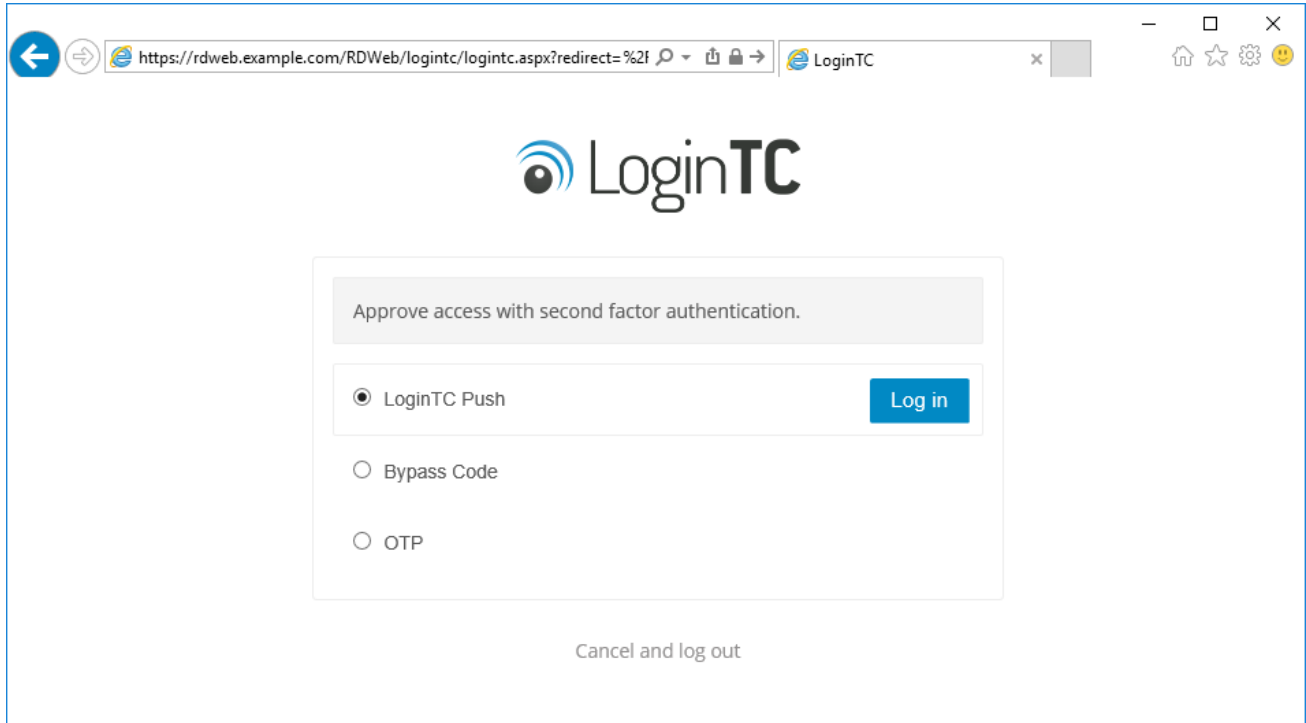 https://rdweb.example.com/RDWeb/logintc/logintc.aspx?redirect=%2F
LoginTC
LoginTC
Approve access with second factor authentication.
LoginTC Push
Log in
Bypass Code
OTP
Cancel and log out